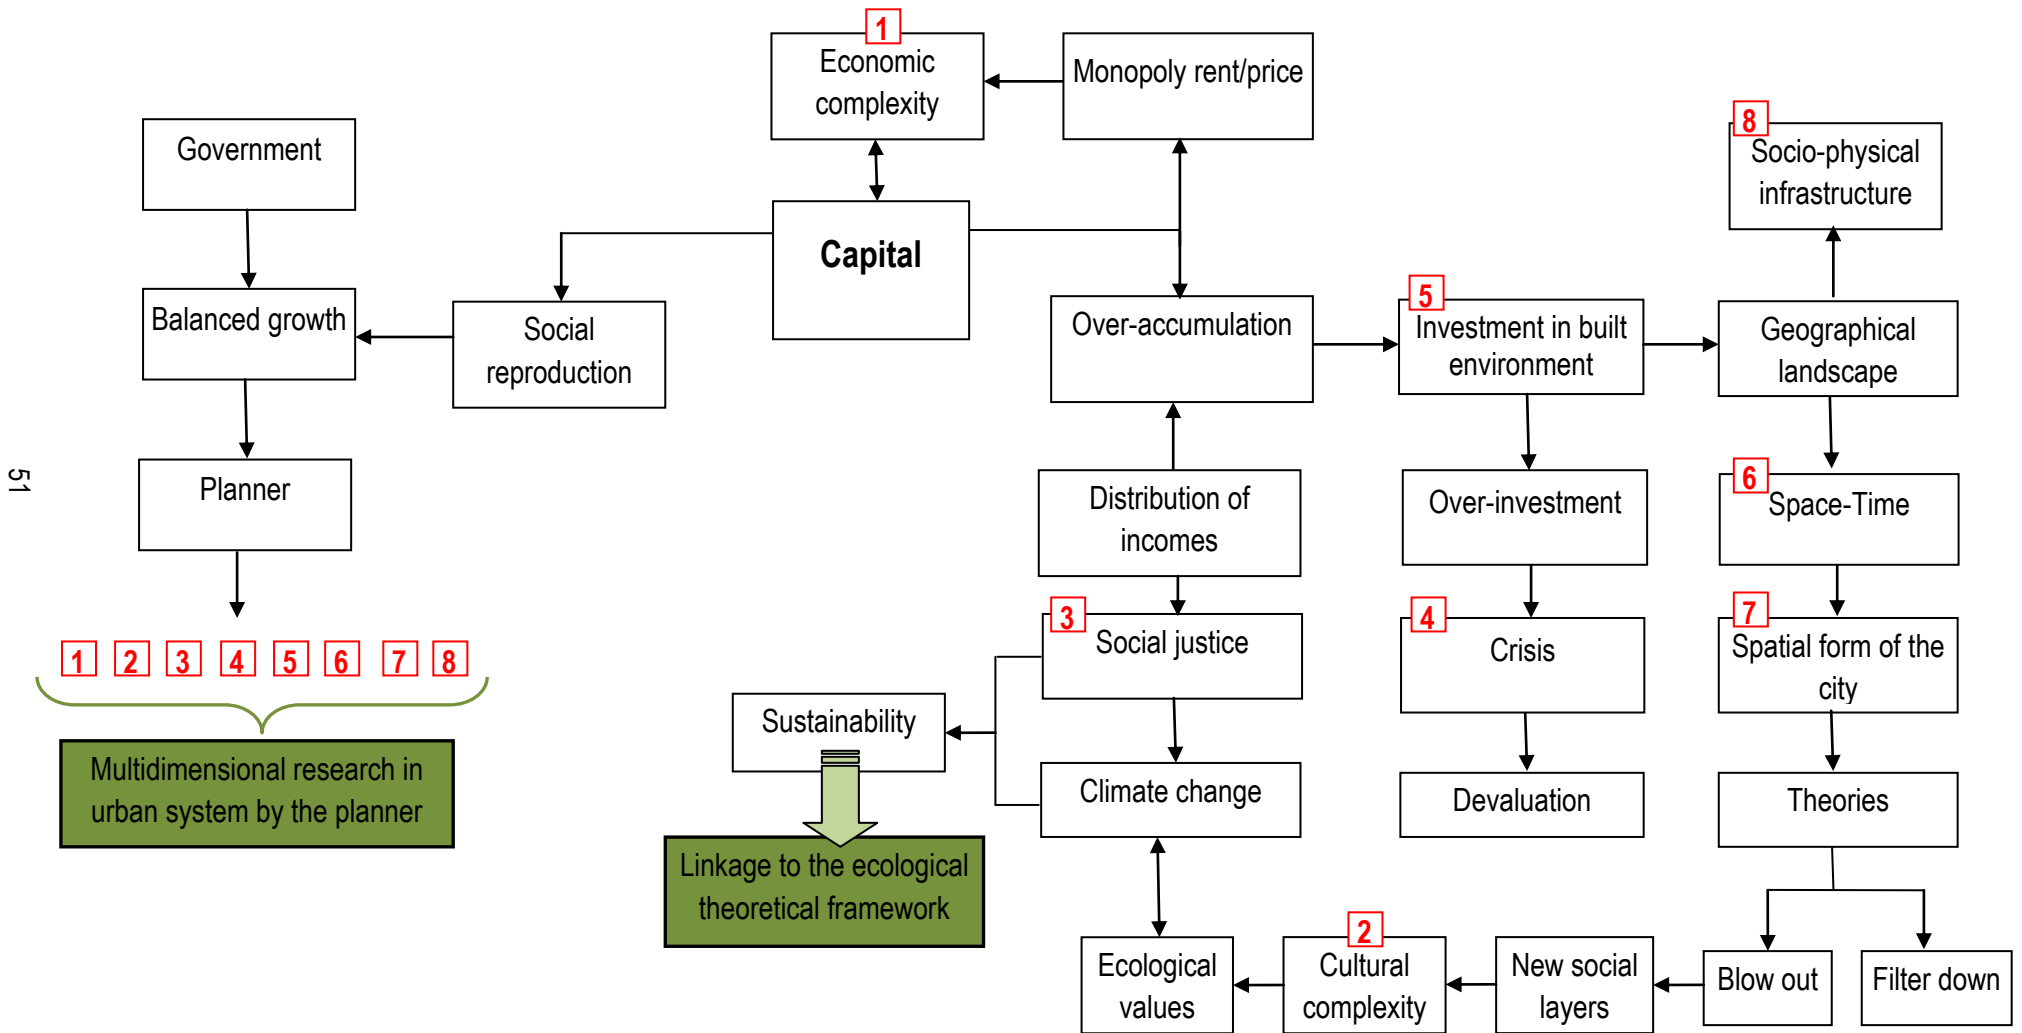 1
Economic
complexity
Monopoly rent/price
8
Socio-physical
infrastructure
Government
Capital
5
Balanced growth
Social
reproduction
Over-accumulation
Investment in built
environment
Geographical
landscape
51
Planner
Distribution of
incomes
Over-investment
6
Space-Time
3
Social justice
4
Crisis
7
Spatial form of the
city
1 2 3 4 5 6 7 8
Sustainability
Multidimensional research in
urban system by the planner
Climate change
Devaluation
Theories
Linkage to the ecological
theoretical framework
Ecological
values
2
Cultural
complexity
New social
layers
Blow out
Filter down